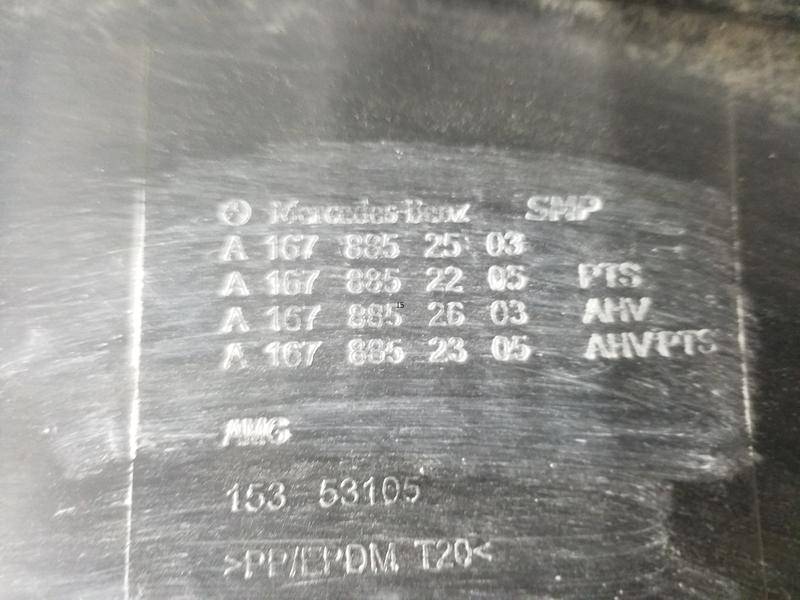 Mercedes-Benz SMP
A 167 885 25 03
A 167 885 22 05 PTS
A 167 885 26 03 AHV
A 167 885 23 05 AHV/PTS
AMG
153 53105
>PP/EPDM T20<